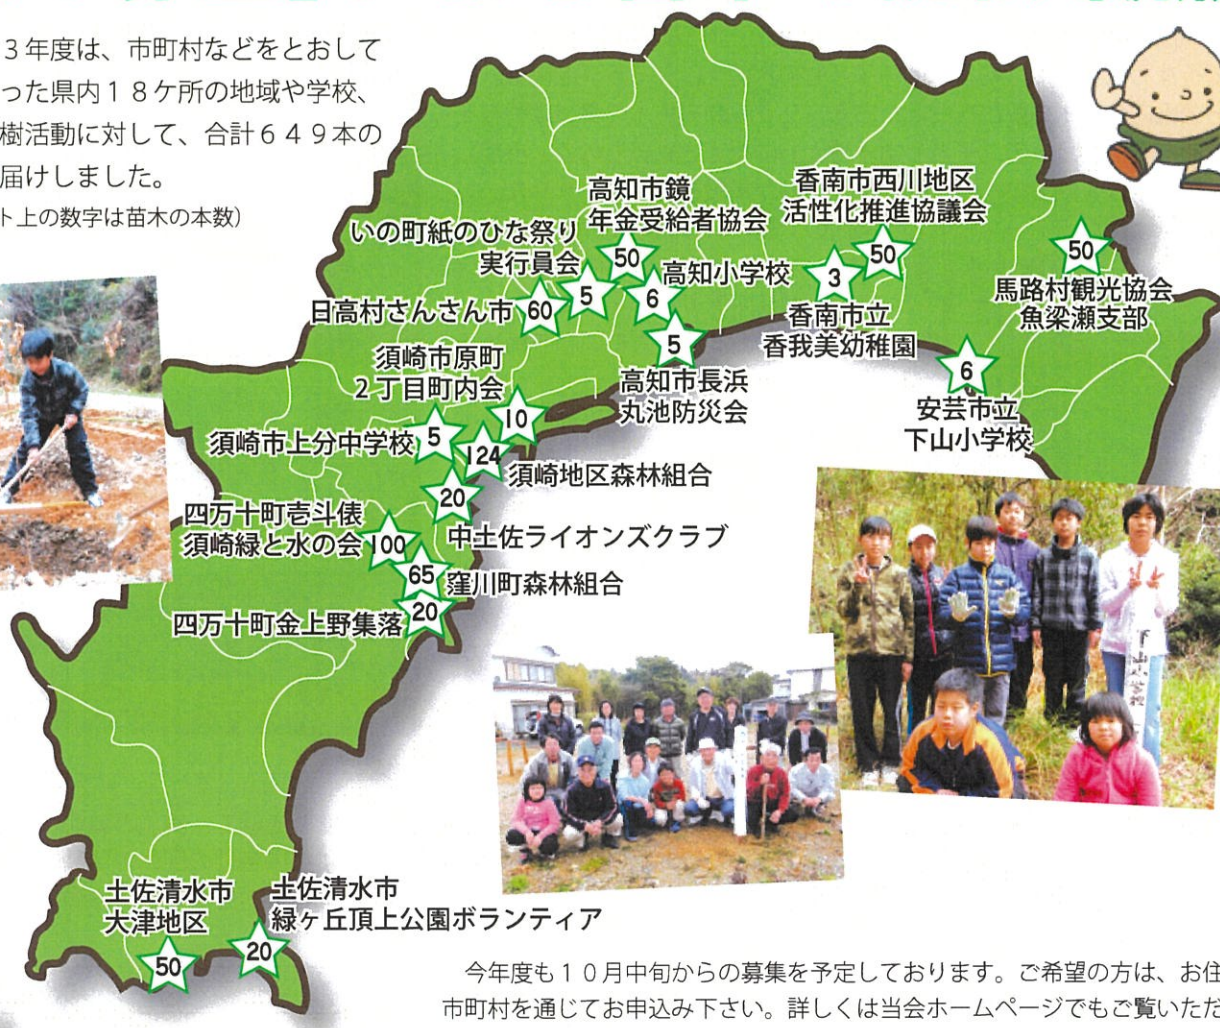 ３年度は、市町村などをとおして
った県内１８ケ所の地域や学校、
樹活動に対して、合計６４９本の
届けしました。
ト上の数字は苗木の本数）
高知市鏡
年金受給者協会
50
香南市西川地区
活性化推進協議会
50
いの町紙のひな祭り
実行員会
5
高知小学校
6
3
香南市立
香我美幼稚園
50
馬路村観光協会
魚梁瀬支部
日高村さんさん市
60
5
高知市長浜
丸池防災会
須崎市原町
２丁目町内会
10
6
安芸市立
下山小学校
須崎市上分中学校
5
124
須崎地区森林組合
20
中土佐ライオンズクラブ
四万十町壱斗俵
須崎緑と水の会
100
65
窪川町森林組合
四万十町金上野集落
20
下山小学校
土佐清水市
大津地区
50
土佐清水市
緑ヶ丘頂上公園ボランティア
20
今年度も１０月中旬からの募集を予定しております。ご希望の方は、お住
市町村を通じてお申込み下さい。詳しくは当会ホームページでもご覧いただ